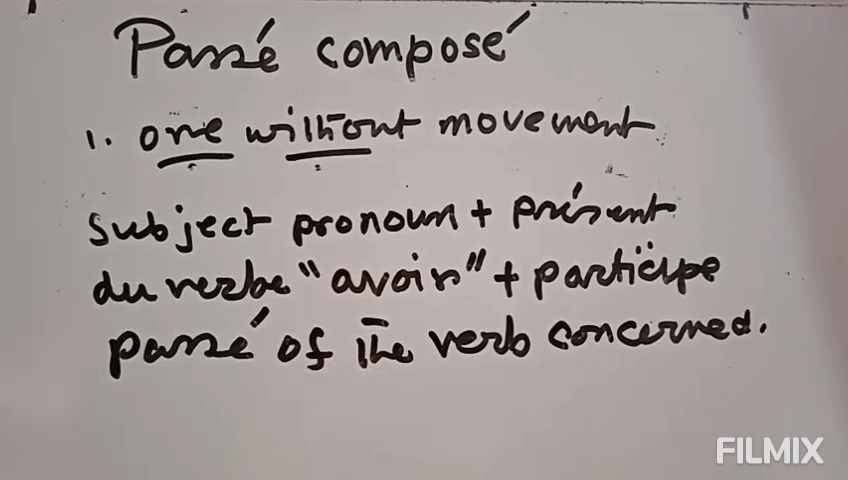 Passé composé
1. one without movement
subject pronoun + présent
du verbe "avoir" + participe
passé of the verb concerned.
FILMIX